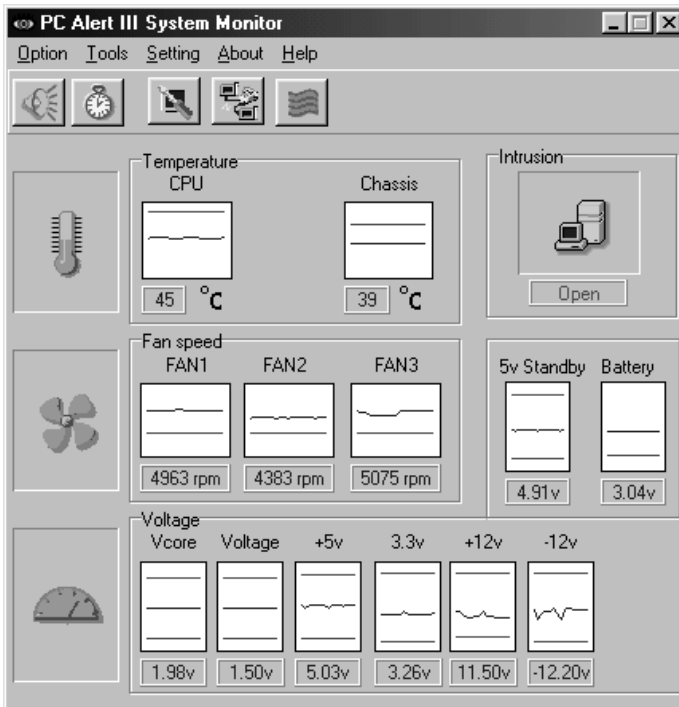 PC Alert III System Monitor
Option Tools Setting About Help
Temperature
CPU Chassis
45 °C 39 °C
Intrusion
Open
Fan speed
FAN1 FAN2 FAN3
4963 rpm 4383 rpm 5075 rpm
5v Standby Battery
4.91v 3.04v
Voltage
Vcore Voltage +5v 3.3v +12v -12v
1.98v 1.50v 5.03v 3.26v 11.50v -12.20v